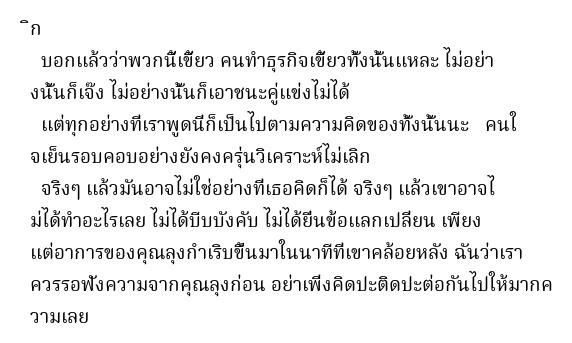 ิก
บอกแล้วว่าพวกนี้เขี้ยว คนทำธุรกิจเขี้ยวทั้งนั้นแหละ ไม่อย่า
งนั้นก็เจ๊ง ไม่อย่างนั้นก็เอาชนะคู่แข่งไม่ได้
แต่ทุกอย่างที่เราพูดนี่ก็เป็นไปตามความคิดของทั้งนั้นนะ คนใ
จเย็นรอบคอบอย่างยังคงครุ่นวิเคราะห์ไม่เลิก
จริงๆ แล้วมันอาจไม่ใช่อย่างที่เธอคิดก็ได้ จริงๆ แล้วเขาอาจไ
ม่ได้ทำอะไรเลย ไม่ได้บีบบังคับ ไม่ได้ยื่นข้อแลกเปลี่ยน เพียง
แต่อาการของคุณลุงกำเริบขึ้นมาในนาทีที่เขาคล้อยหลัง ฉันว่าเรา
ควรรอฟังความจากคุณลุงก่อน อย่าเพิ่งคิดปะติดปะต่อกันไปให้มากค
วามเลย